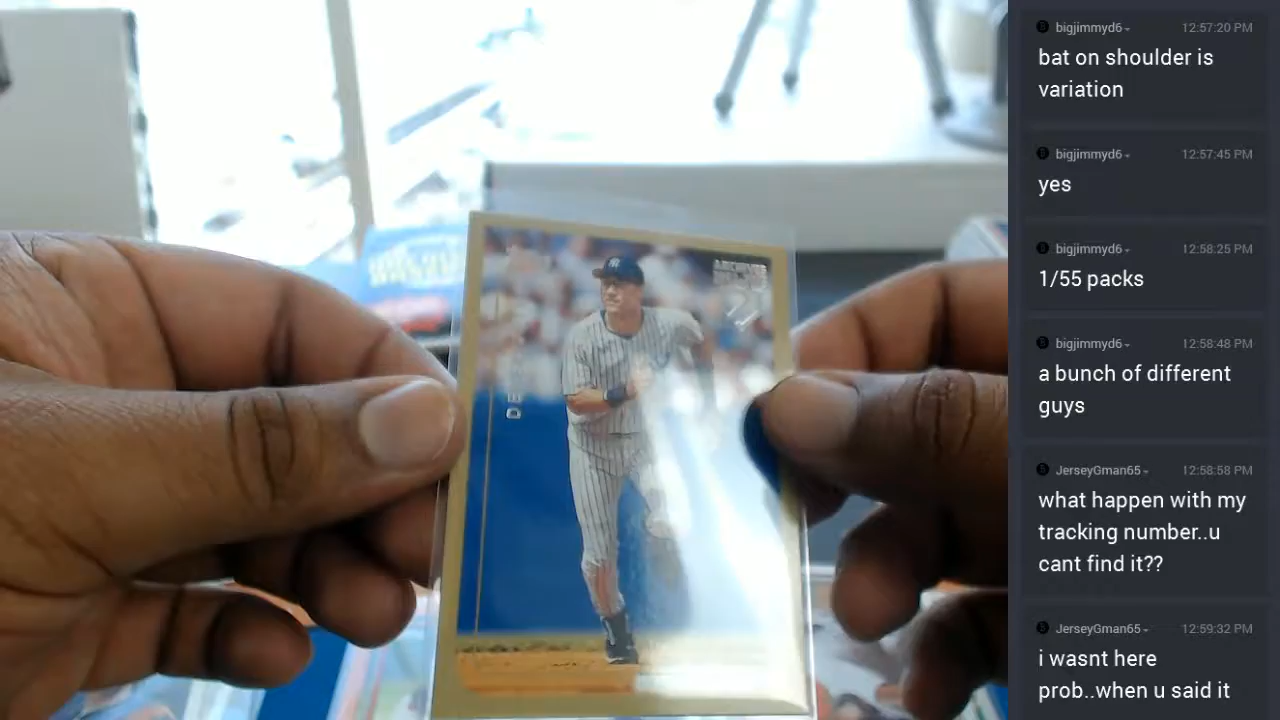 DE
bigjimmyd6 12:57:20 PM
bat on shoulder is
variation
bigjimmyd6 12:57:45 PM
yes
bigjimmyd6 12:58:25 PM
1/55 packs
bigjimmyd6 12:58:48 PM
a bunch of different
guys
JerseyGman65 12:58:58 PM
what happen with my
tracking number..u
cant find it??
JerseyGman65 12:59:32 PM
i wasnt here
prob..when u said it